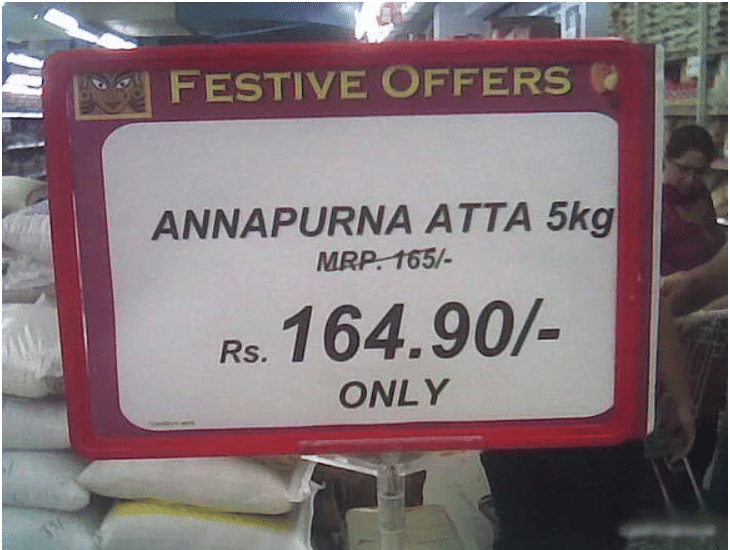 FESTIVE OFFERS
ANNAPURNA ATTA 5kg
MRP. 165/-
Rs. 164.90/-
ONLY